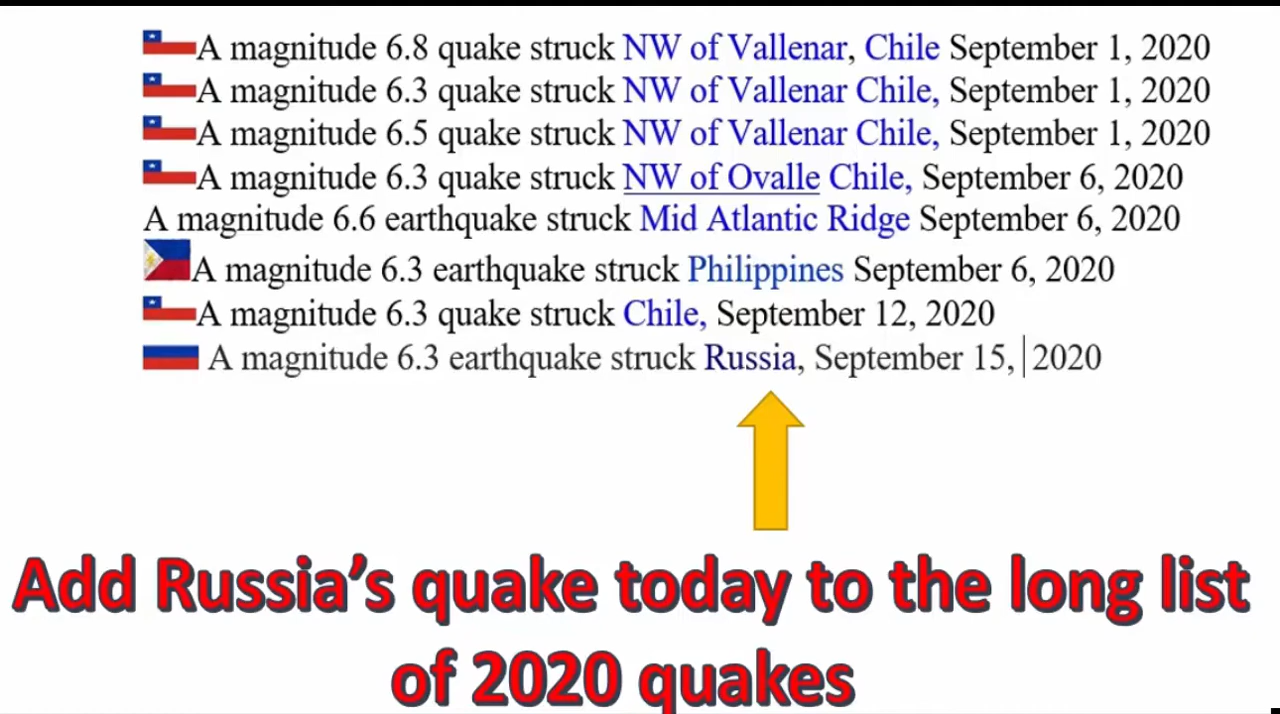 A magnitude 6.8 quake struck NW of Vallenar, Chile September 1, 2020
A magnitude 6.3 quake struck NW of Vallenar Chile, September 1, 2020
A magnitude 6.5 quake struck NW of Vallenar Chile, September 1, 2020
A magnitude 6.3 quake struck NW of Ovalle Chile, September 6, 2020
A magnitude 6.6 earthquake struck Mid Atlantic Ridge September 6, 2020
A magnitude 6.3 earthquake struck Philippines September 6, 2020
A magnitude 6.3 quake struck Chile, September 12, 2020
A magnitude 6.3 earthquake struck Russia, September 15, 2020
Add Russia’s quake today to the long list
of 2020 quakes